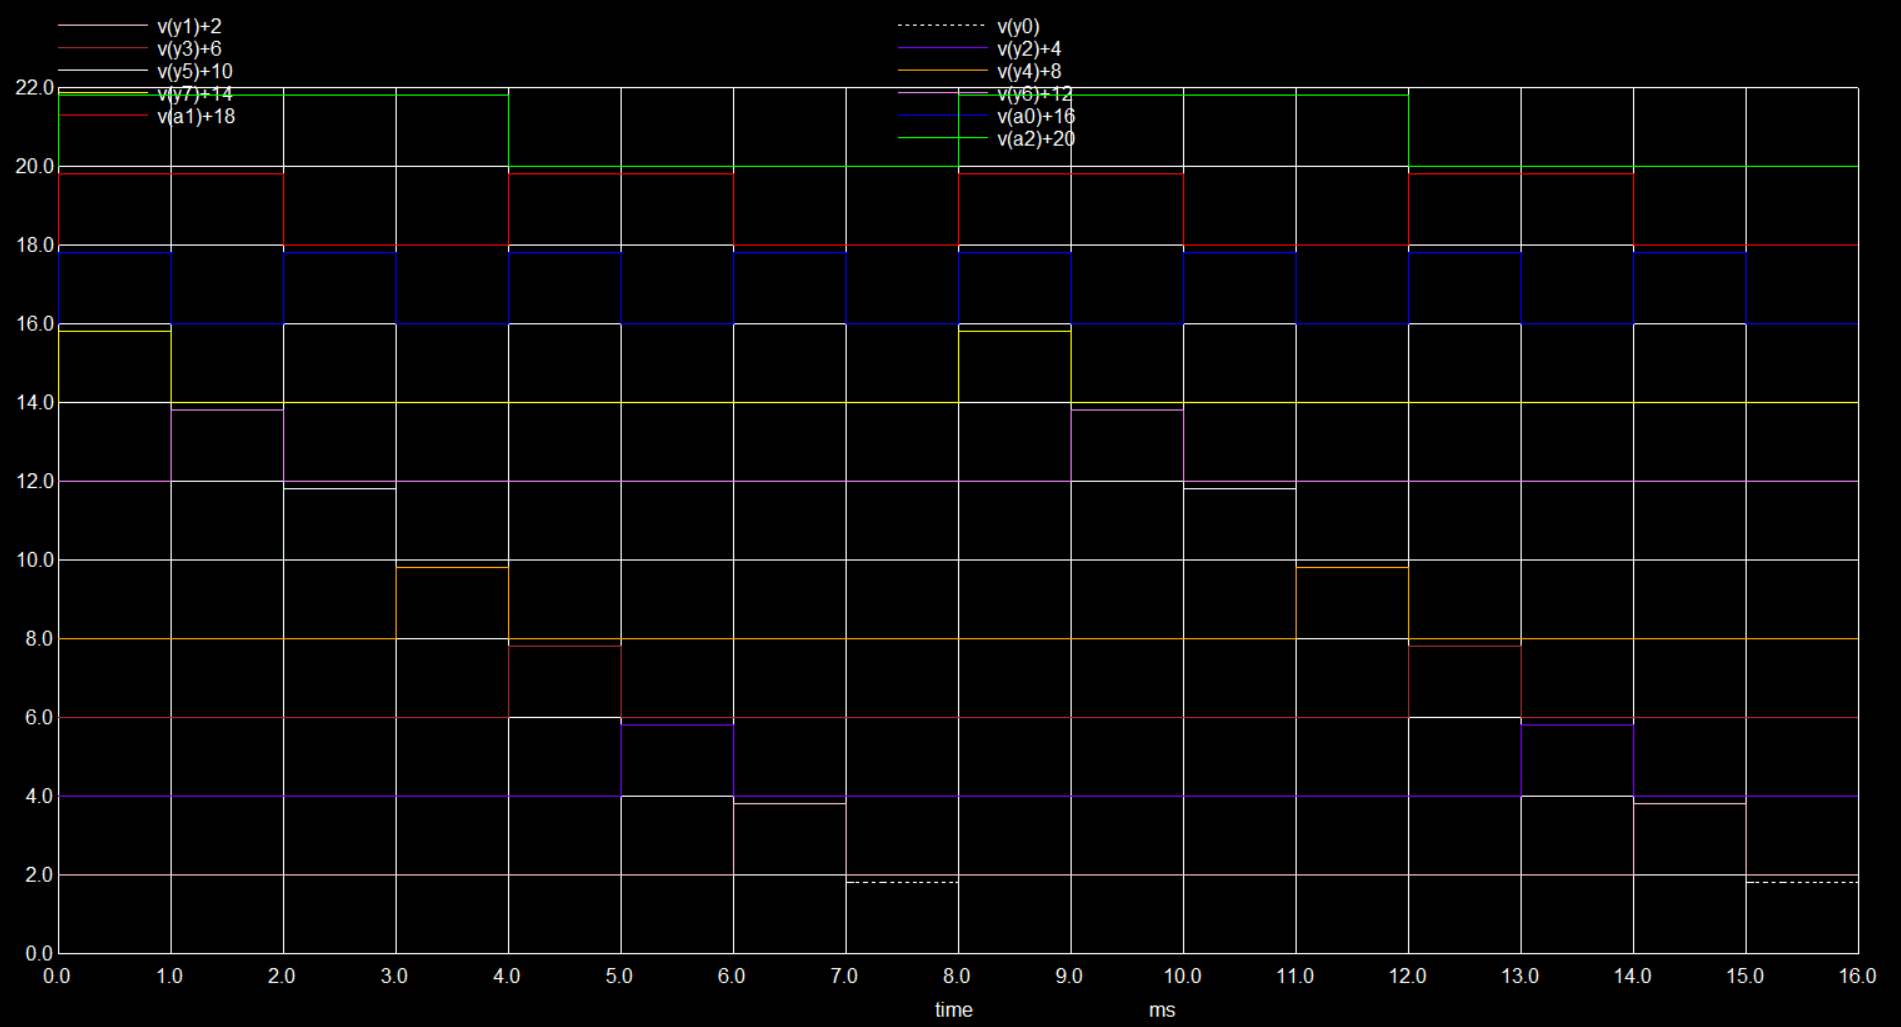 v(y1)+2 v(y0)
v(y3)+6 v(y2)+4
v(y5)+10 v(y4)+8
v(y7)+14 v(y6)+12
v(a1)+18 v(a0)+16
v(a2)+20
22.0
20.0
18.0
16.0
14.0
12.0
10.0
8.0
6.0
4.0
2.0
0.0
0.0 1.0 2.0 3.0 4.0 5.0 6.0 7.0 8.0 9.0 10.0 11.0 12.0 13.0 14.0 15.0 16.0
time ms